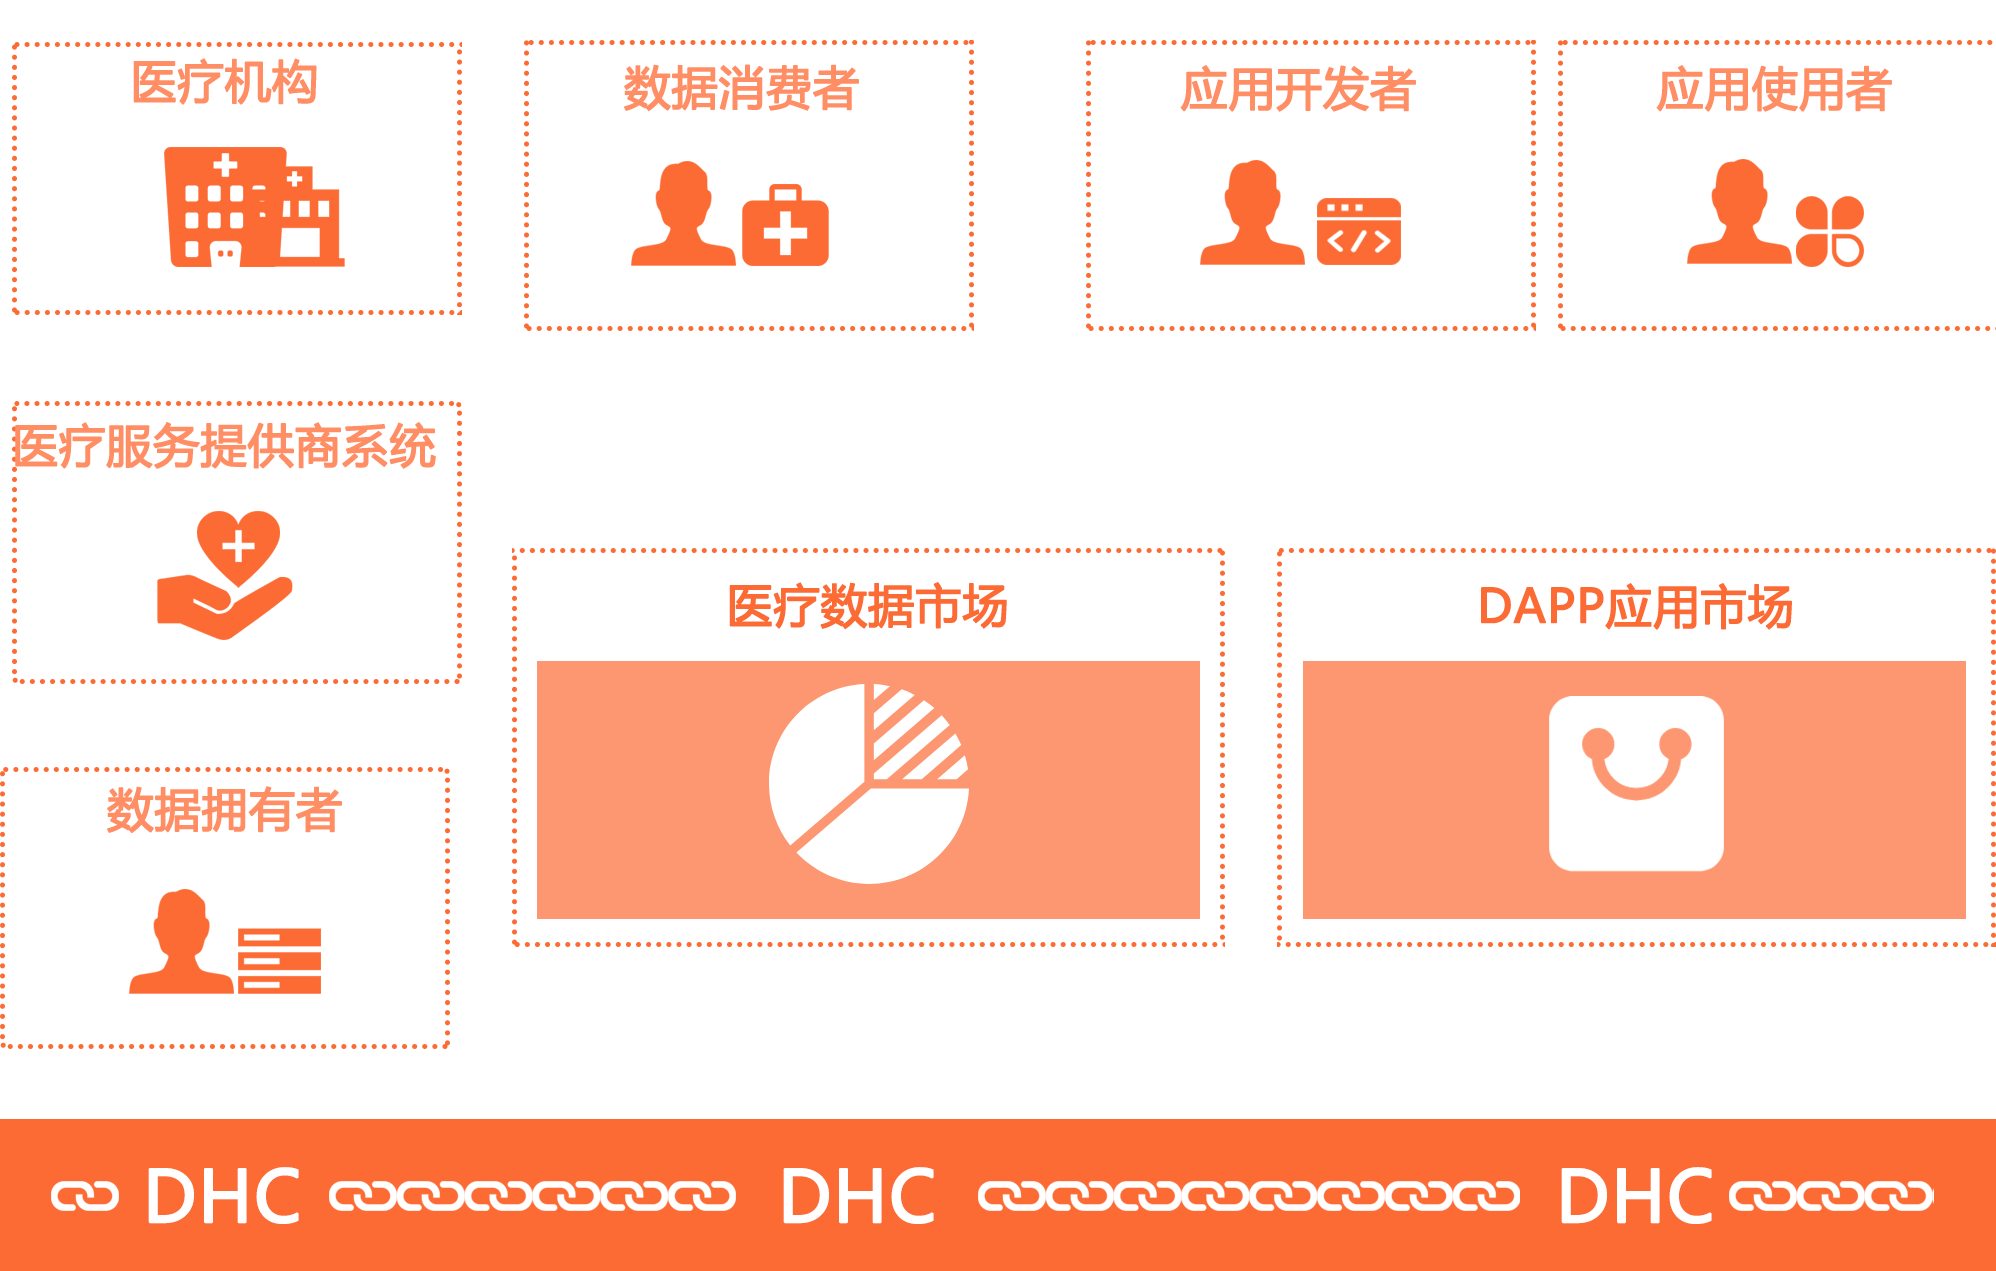 医疗机构
数据消费者
应用开发者
应用使用者
医疗服务提供商系统
医疗数据市场
DAPP应用市场
数据拥有者
DHC
DHC
DHC